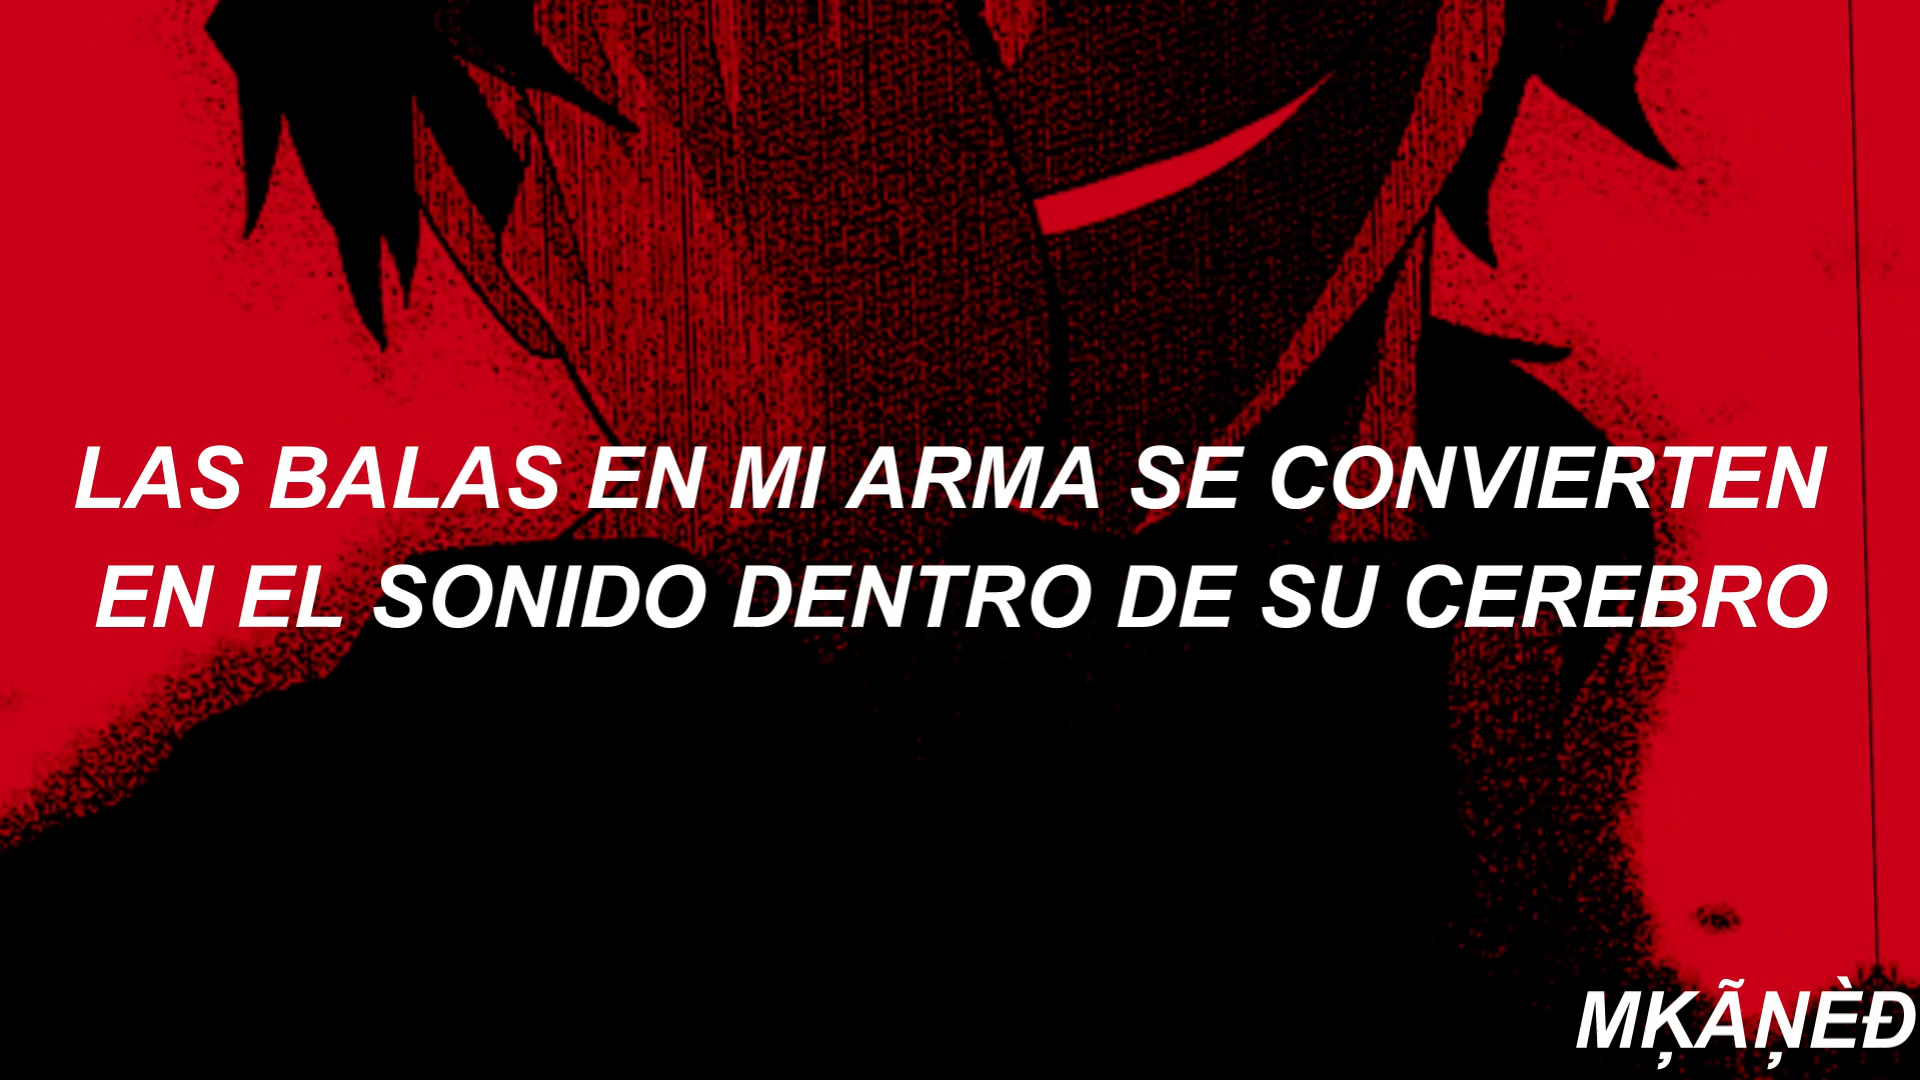 LAS BALAS EN MI ARMA SE CONVIERTEN
EN EL SONIDO DENTRO DE SU CEREBRO
MĶÃŅÈĐ